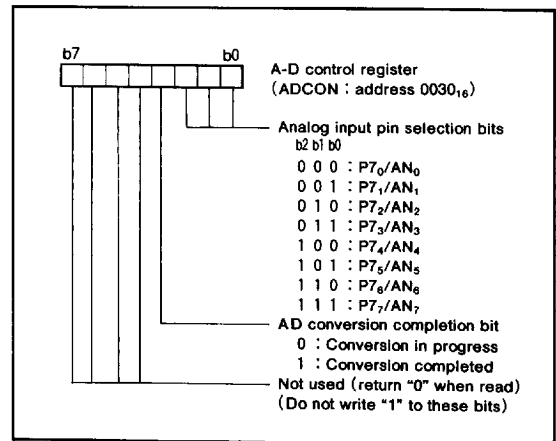 b7 b0
A-D control register
(ADCON : address 0030₁₆)
Analog input pin selection bits
b2 b1 b0
0 0 0 : P7₀/AN₀
0 0 1 : P7₁/AN₁
0 1 0 : P7₂/AN₂
0 1 1 : P7₃/AN₃
1 0 0 : P7₄/AN₄
1 0 1 : P7₅/AN₅
1 1 0 : P7₆/AN₆
1 1 1 : P7₇/AN₇
AD conversion completion bit
0 : Conversion in progress
1 : Conversion completed
Not used (return "0" when read)
(Do not write "1" to these bits)